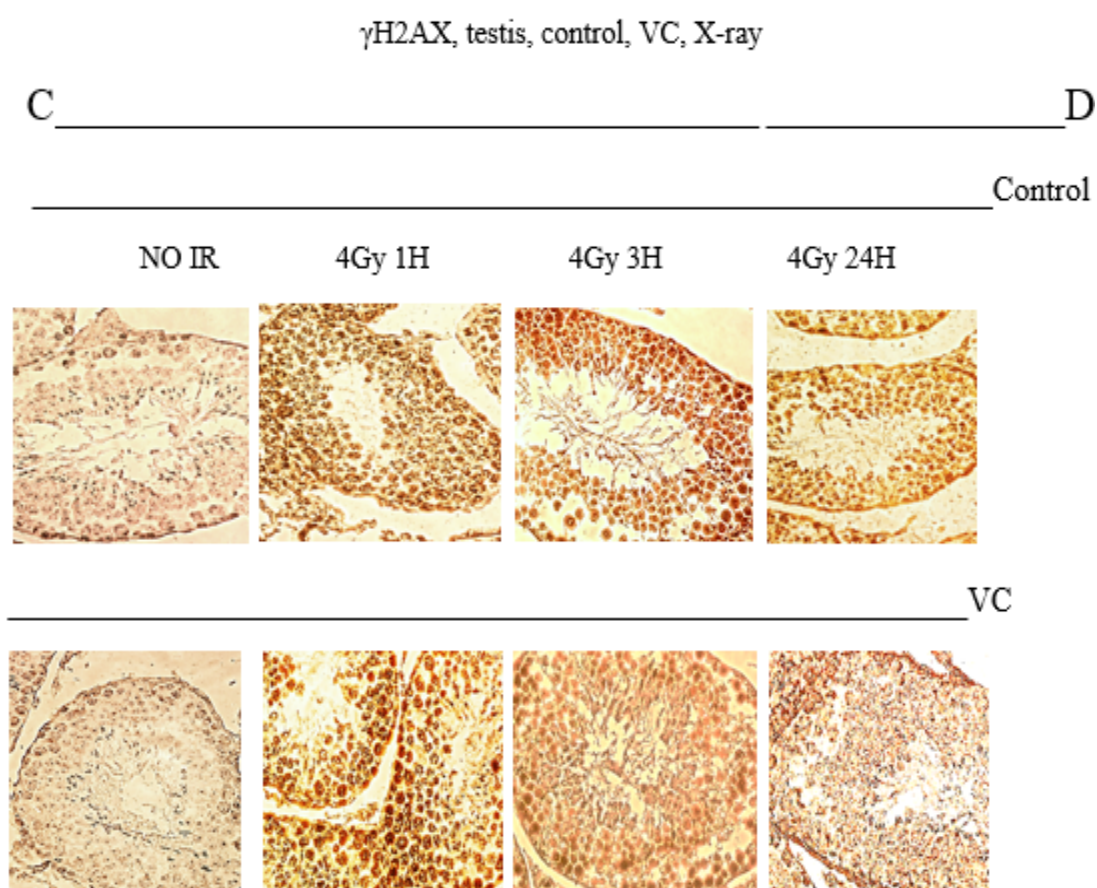 γH2AX, testis, control, VC, X-ray
C D
Control
NO IR 4Gy 1H 4Gy 3H 4Gy 24H
VC